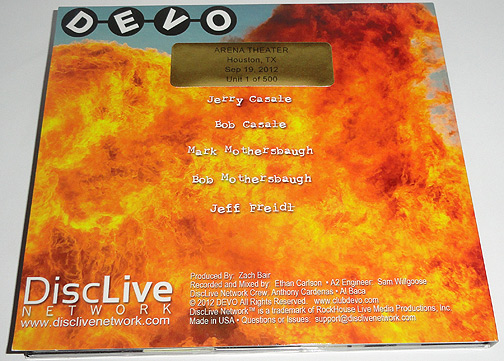 DEVO
ARENA THEATER
Houston, TX
Sep 19, 2012
Unit 1 of 500
Jerry Casale
Bob Casale
Mark Mothersbaugh
Bob Mothersbaugh
Jeff Freidl
DiscLive
NETWORK
www.disclivenetwork.com
Produced By: Zach Bair
Recorded and Mixed by: Ethan Carlson • A2 Engineer: Sam Willgoose
DiscLive Network Crew, Anthony Cardenas • Al Baca
© 2012 DEVO All Rights Reserved. www.clubdevo.com
DiscLive Network™ is a trademark of RockHouse Live Media Productions, Inc.
Made in USA • Questions or Issues: support@disclivenetwork.com